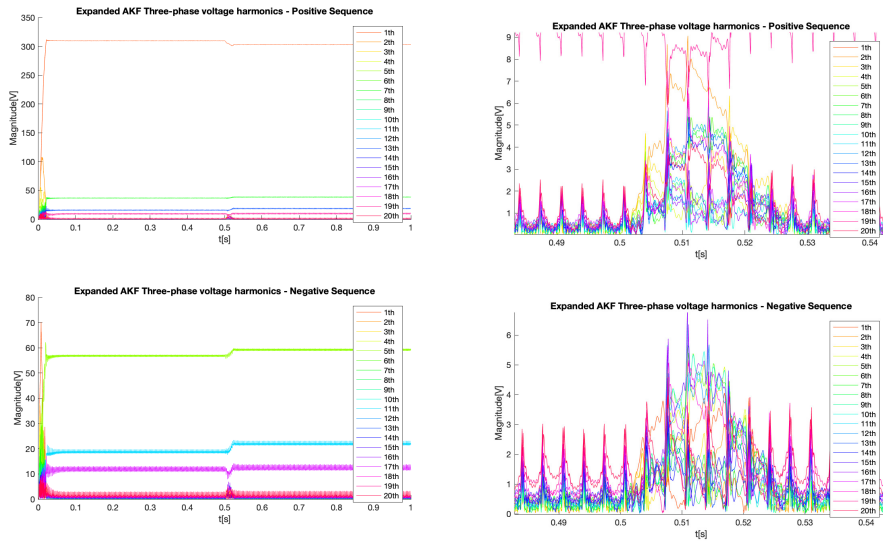 Expanded AKF Three-phase voltage harmonics - Positive Sequence
350
300
250
200
150
100
50
0
Magnitude[V]
0 0.1 0.2 0.3 0.4 0.5 0.6 0.7 0.8 0.9 1
t[s]
1th
2th
3th
4th
5th
6th
7th
8th
9th
10th
11th
12th
13th
14th
15th
16th
17th
18th
19th
20th
Expanded AKF Three-phase voltage harmonics - Positive Sequence
9
8
7
6
5
4
3
2
1
Magnitude[V]
0.49 0.5 0.51 0.52 0.53 0.54
t[s]
1th
2th
3th
4th
5th
6th
7th
8th
9th
10th
11th
12th
13th
14th
15th
16th
17th
18th
19th
20th
Expanded AKF Three-phase voltage harmonics - Negative Sequence
80
70
60
50
40
30
20
10
0
Magnitude[V]
0 0.1 0.2 0.3 0.4 0.5 0.6 0.7 0.8 0.9 1
t[s]
1th
2th
3th
4th
5th
6th
7th
8th
9th
10th
11th
12th
13th
14th
15th
16th
17th
18th
19th
20th
Expanded AKF Three-phase voltage harmonics - Negative Sequence
6
5
4
3
2
1
0
Magnitude[V]
0.49 0.5 0.51 0.52 0.53 0.54
t[s]
1th
2th
3th
4th
5th
6th
7th
8th
9th
10th
11th
12th
13th
14th
15th
16th
17th
18th
19th
20th